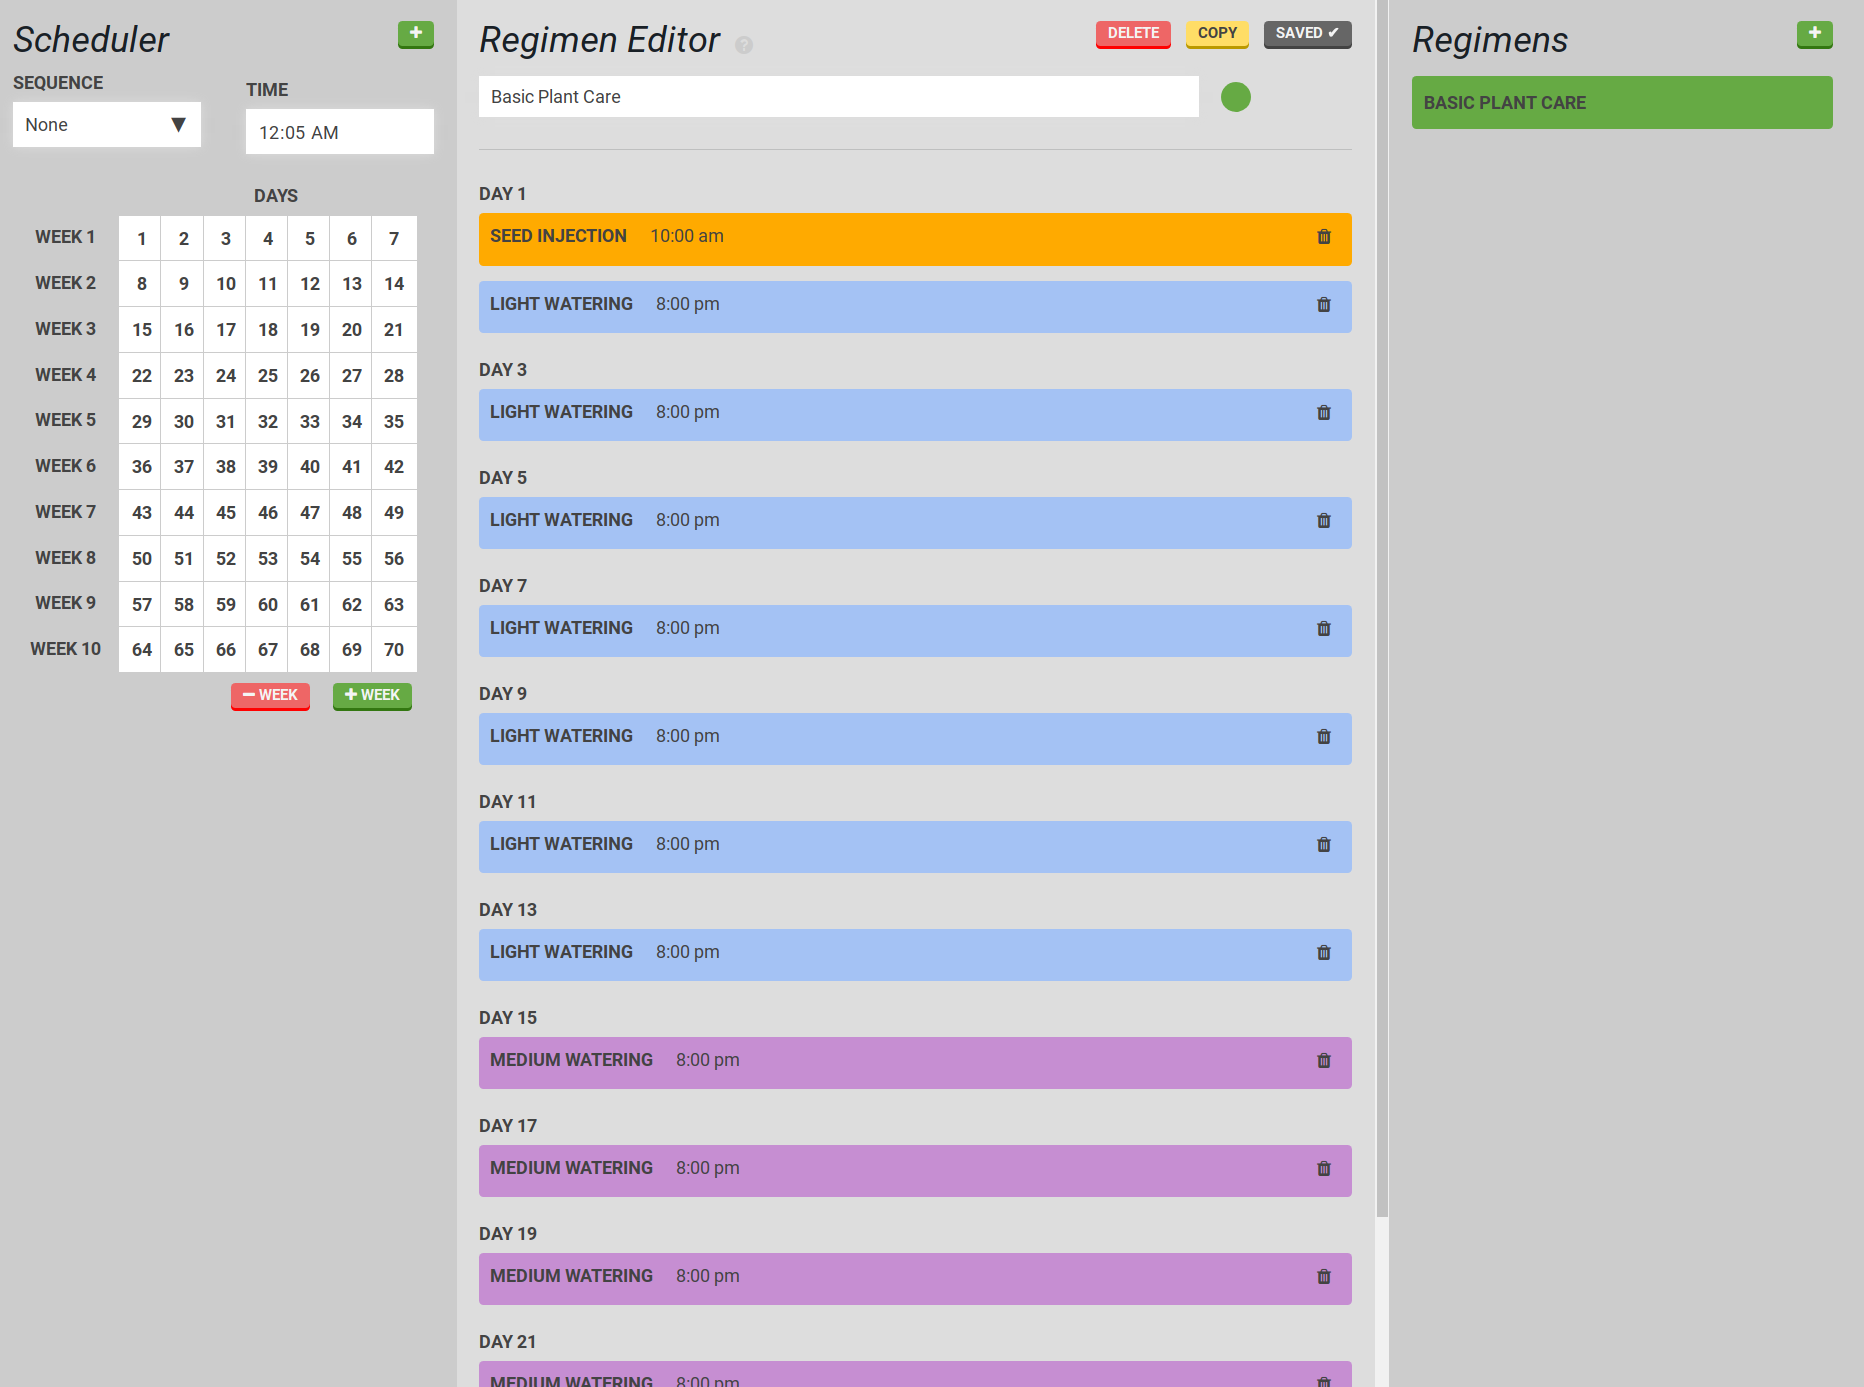 Scheduler
SEQUENCE
TIME
None ▼
12:05 AM
DAYS
WEEK 1 1 2 3 4 5 6 7
WEEK 2 8 9 10 11 12 13 14
WEEK 3 15 16 17 18 19 20 21
WEEK 4 22 23 24 25 26 27 28
WEEK 5 29 30 31 32 33 34 35
WEEK 6 36 37 38 39 40 41 42
WEEK 7 43 44 45 46 47 48 49
WEEK 8 50 51 52 53 54 55 56
WEEK 9 57 58 59 60 61 62 63
WEEK 10 64 65 66 67 68 69 70
− WEEK + WEEK
Regimen Editor ?
DELETE COPY SAVED ✔
Basic Plant Care
DAY 1
SEED INJECTION 10:00 am
LIGHT WATERING 8:00 pm
DAY 3
LIGHT WATERING 8:00 pm
DAY 5
LIGHT WATERING 8:00 pm
DAY 7
LIGHT WATERING 8:00 pm
DAY 9
LIGHT WATERING 8:00 pm
DAY 11
LIGHT WATERING 8:00 pm
DAY 13
LIGHT WATERING 8:00 pm
DAY 15
MEDIUM WATERING 8:00 pm
DAY 17
MEDIUM WATERING 8:00 pm
DAY 19
MEDIUM WATERING 8:00 pm
DAY 21
MEDIUM WATERING 8:00 pm
Regimens
BASIC PLANT CARE